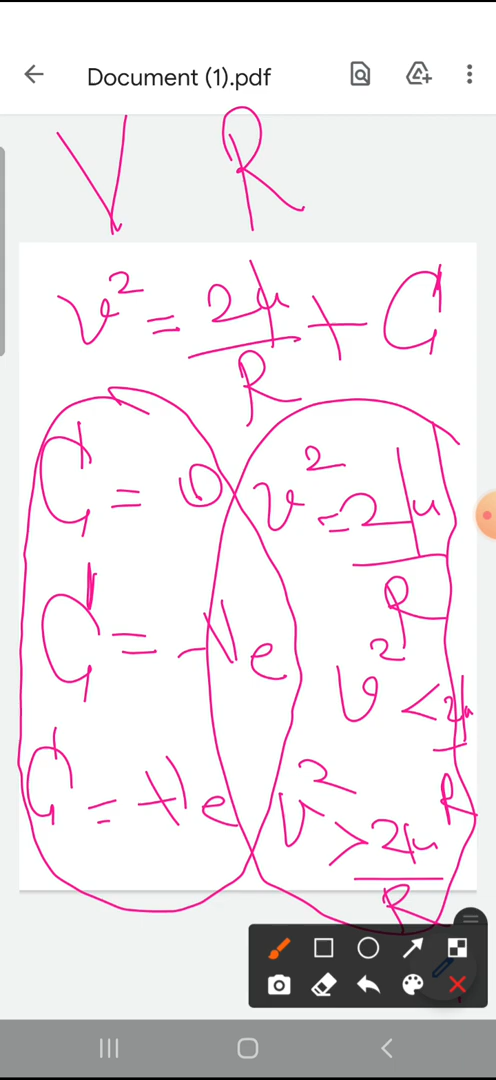 Document (1).pdf
V R
v² = 2μ/R + C
C = 0 v² = 2μ/R
C = -ve v² < 2μ/R
C = +ve v² > 2μ/R